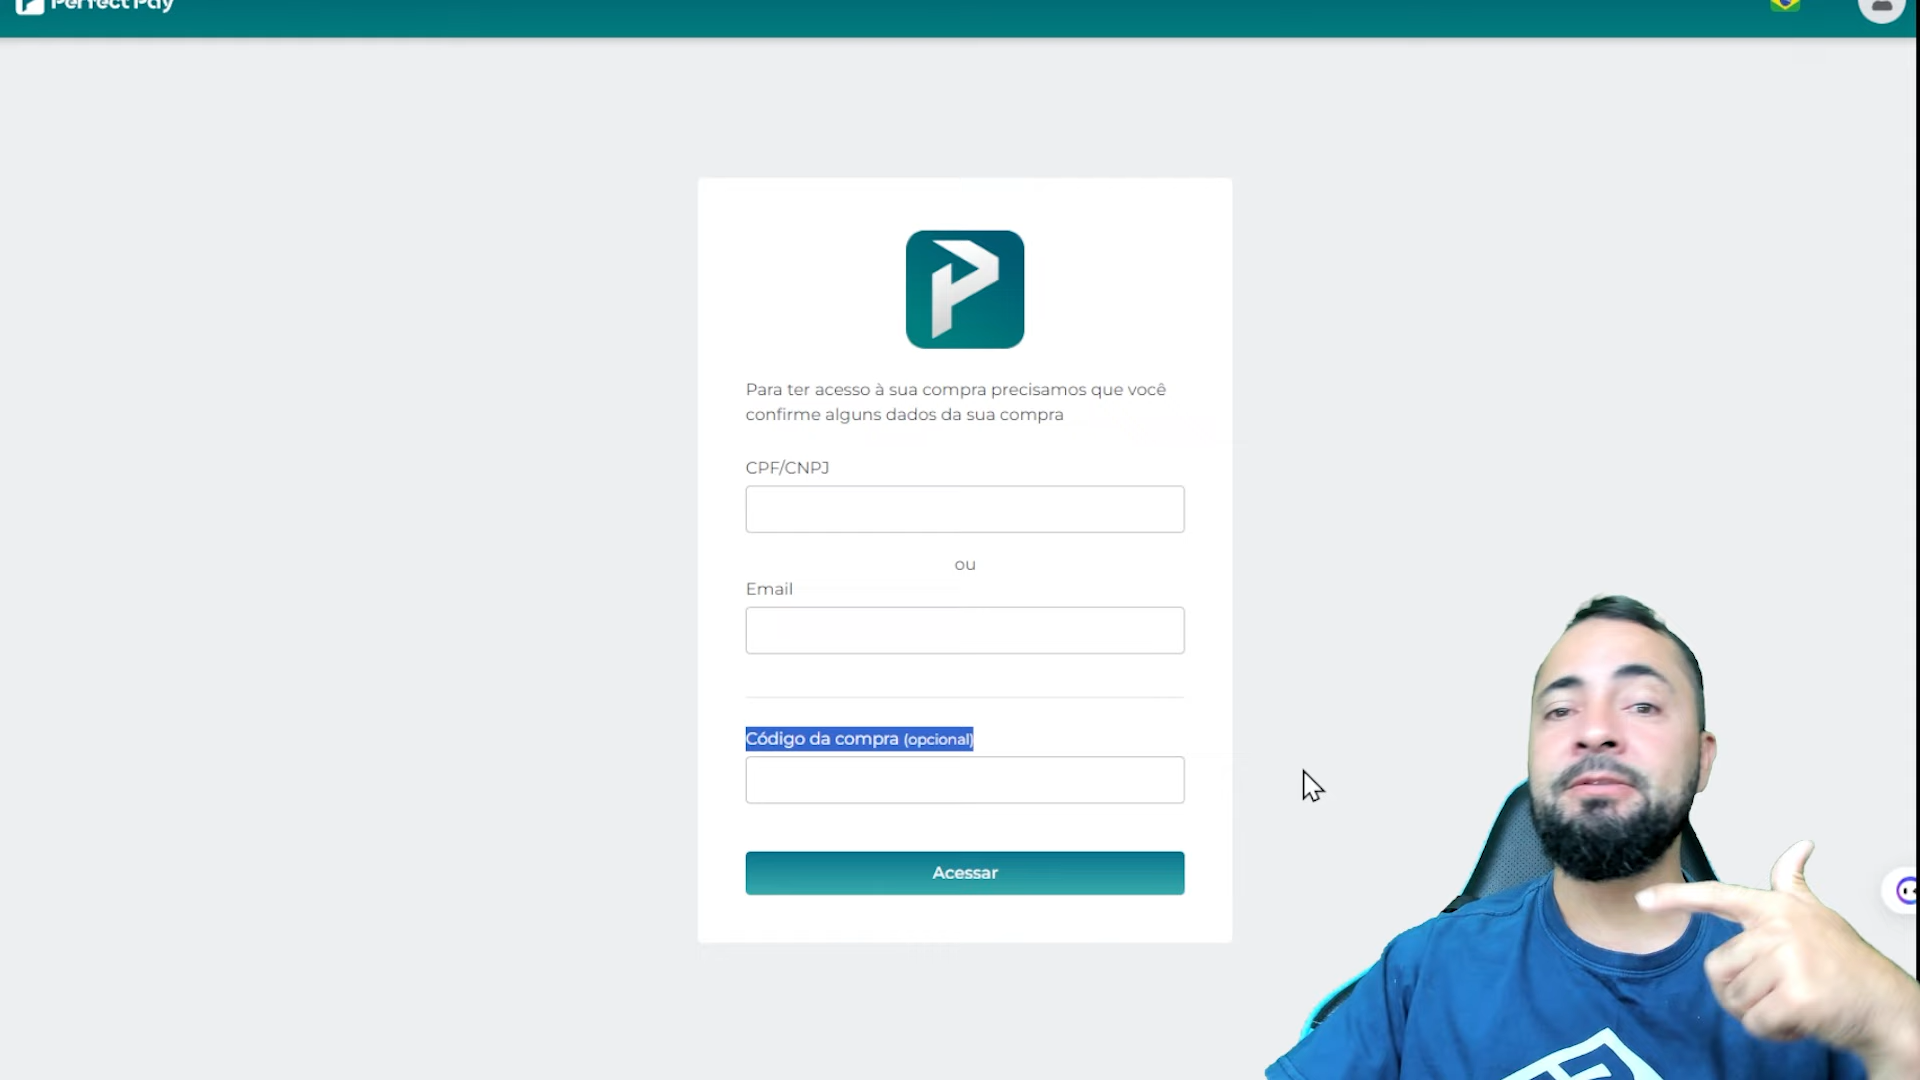 Perfect Pay
Para ter acesso à sua compra precisamos que você
confirme alguns dados da sua compra
CPF/CNPJ
ou
Email
Código da compra (opcional)
Acessar